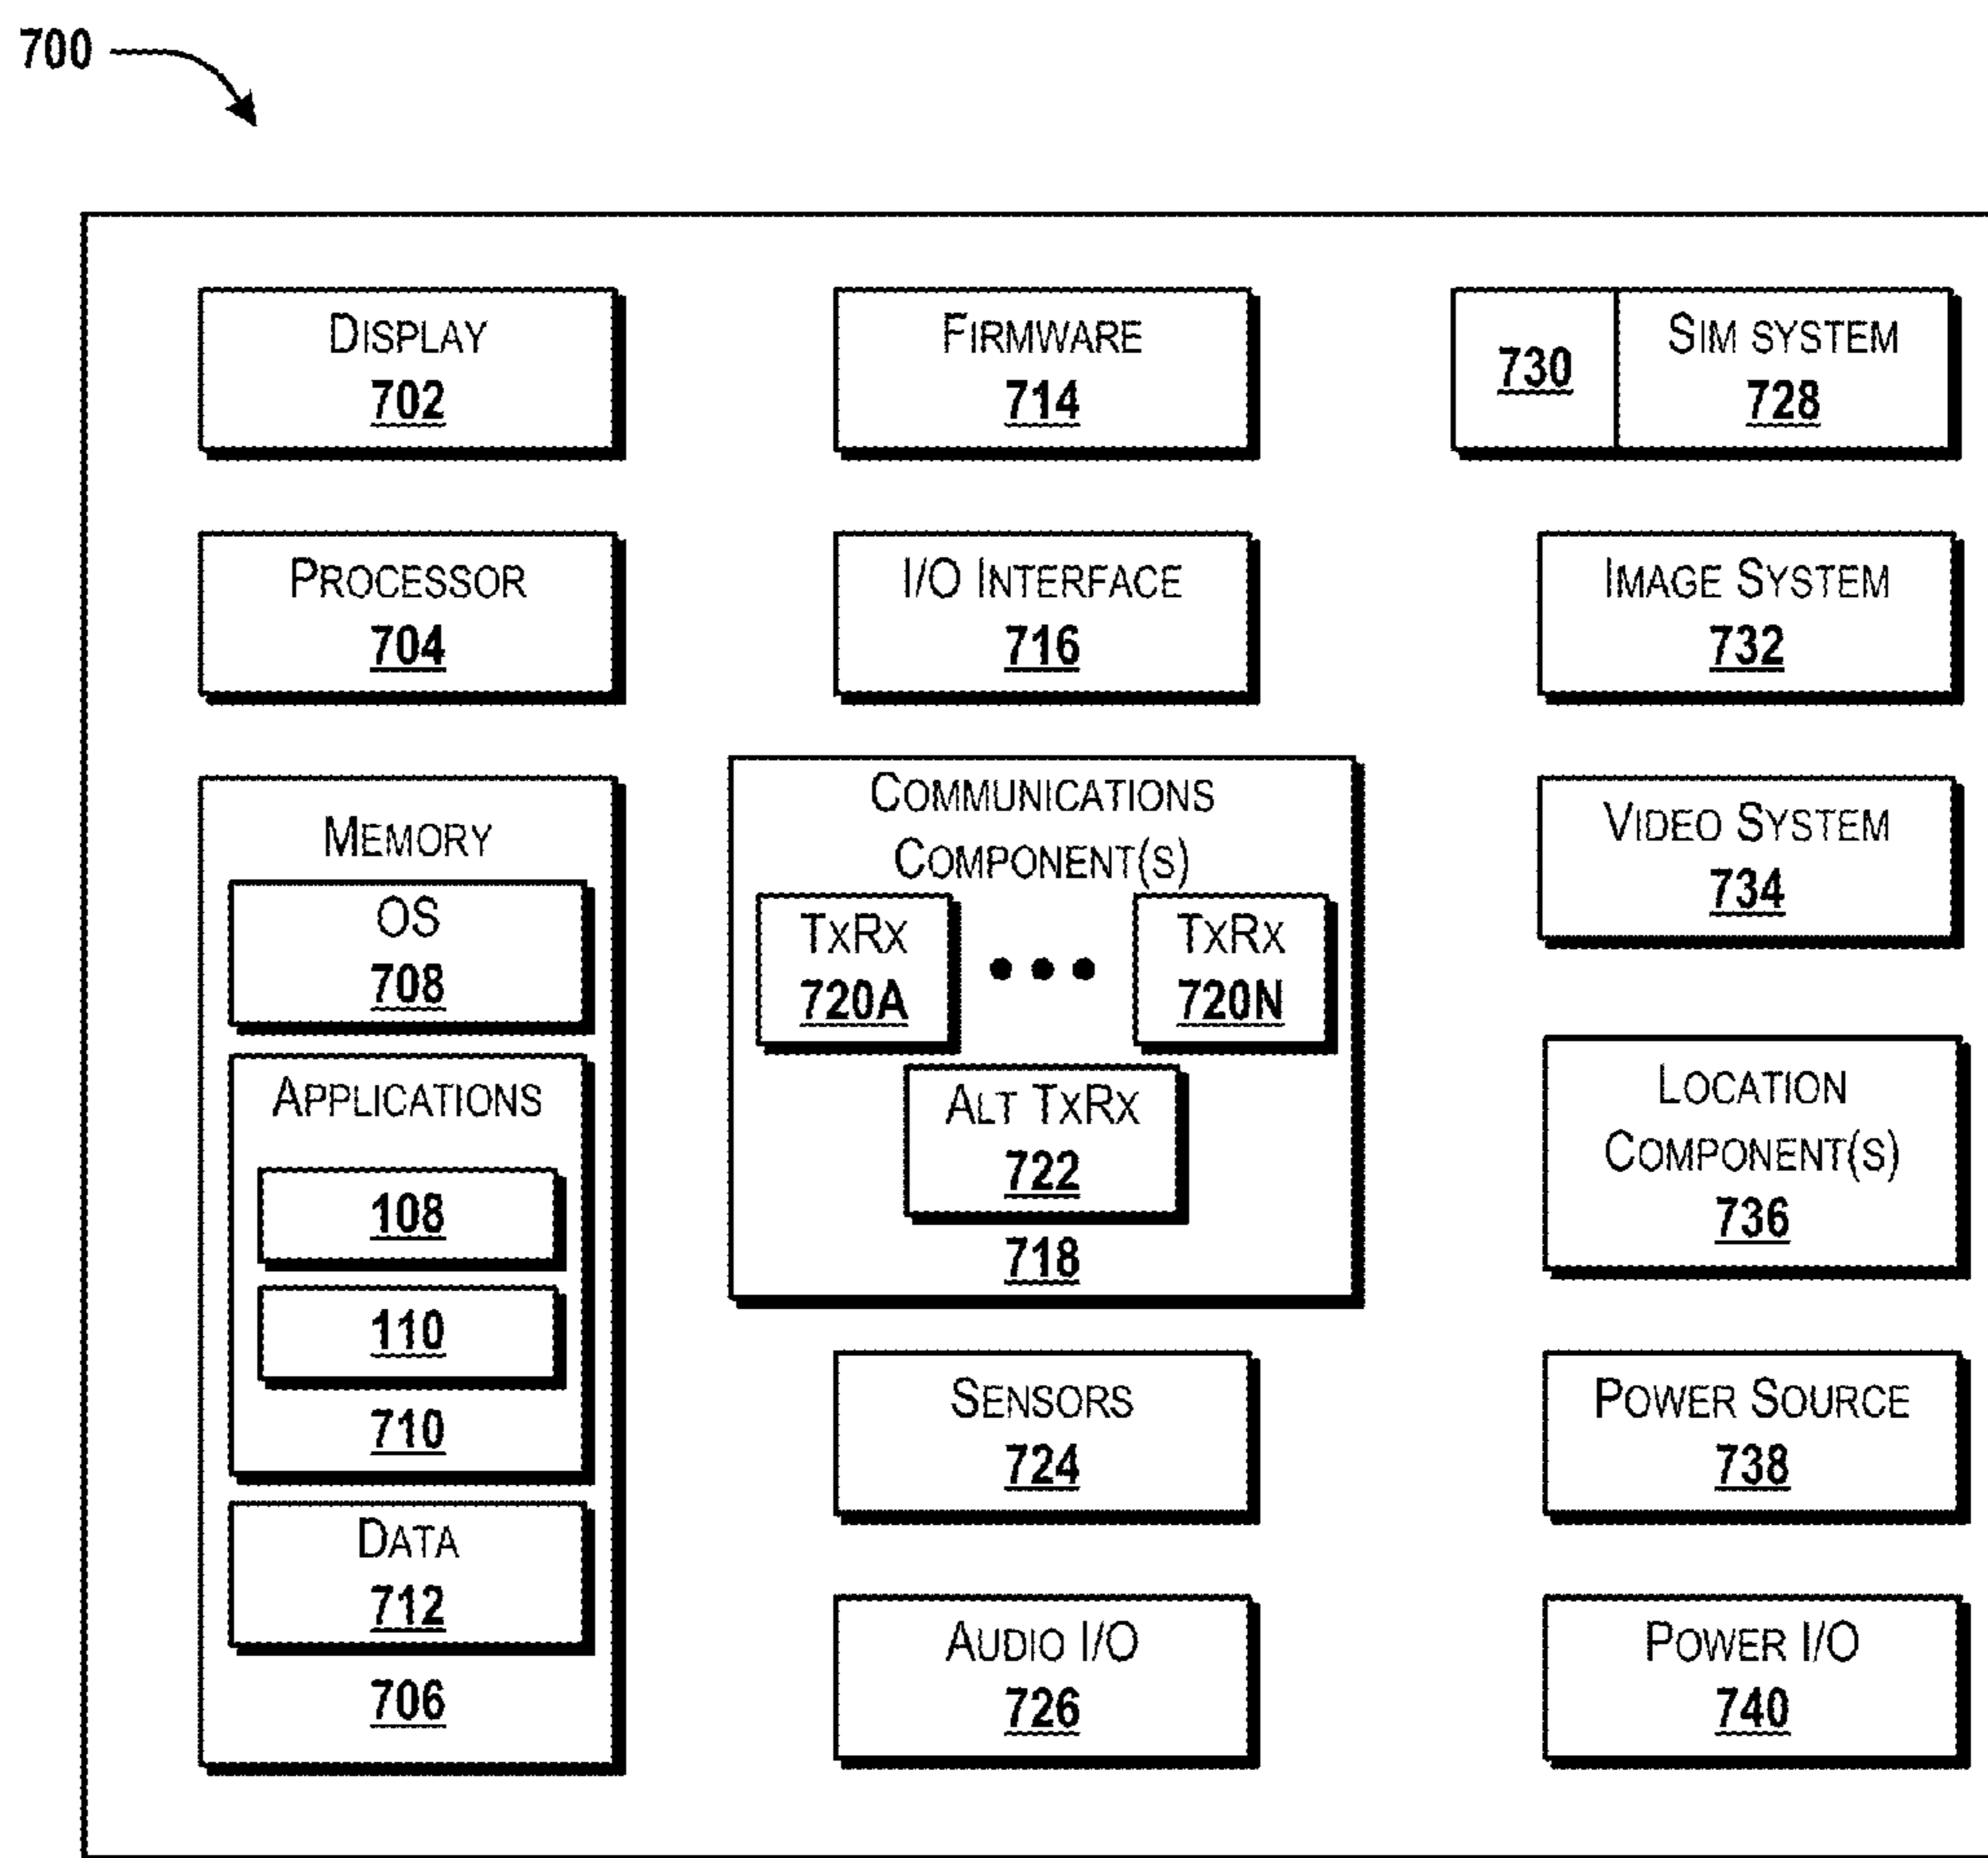 700
DISPLAY
702
PROCESSOR
704
MEMORY
OS
708
APPLICATIONS
108
110
710
DATA
712
706
FIRMWARE
714
I/O INTERFACE
716
COMMUNICATIONS
COMPONENT(S)
TXRX
720A
TXRX
720N
ALT TXRX
722
718
SENSORS
724
AUDIO I/O
726
730
SIM SYSTEM
728
IMAGE SYSTEM
732
VIDEO SYSTEM
734
LOCATION
COMPONENT(S)
736
POWER SOURCE
738
POWER I/O
740